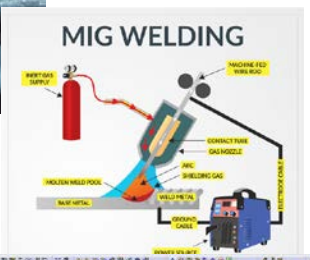 MIG WELDING
MACHINE-FED
WIRE ROD
INERT GAS
SUPPLY
CONTACT TUBE
GAS NOZZLE
ARC
SHIELDING GAS
MOLTEN WELD POOL
WELD METAL
BASE METAL
GROUND
CABLE
ELECTRODE CABLE
POWER SOURCE